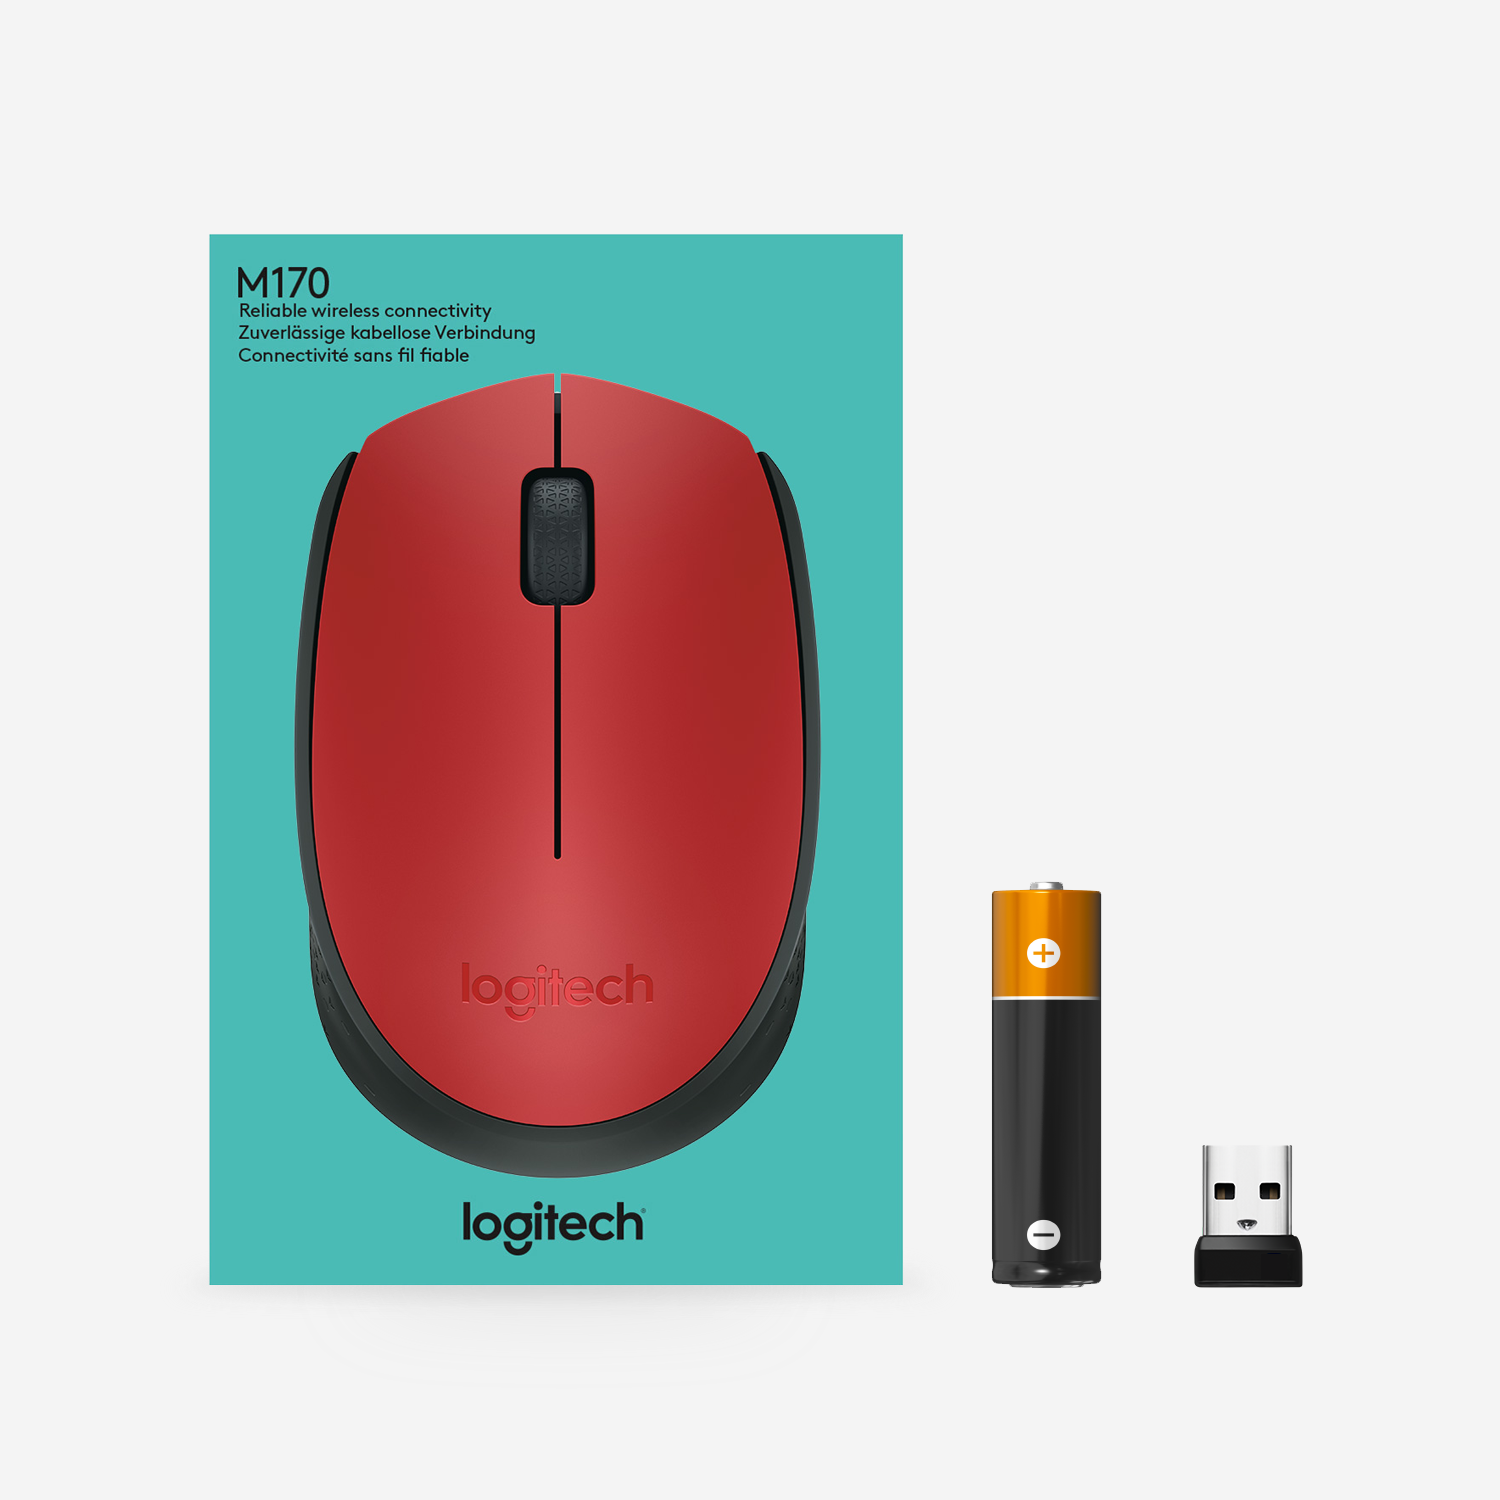 M170
Reliable wireless connectivity
Zuverlässige kabellose Verbindung
Connectivité sans fil fiable
logitech
logitech